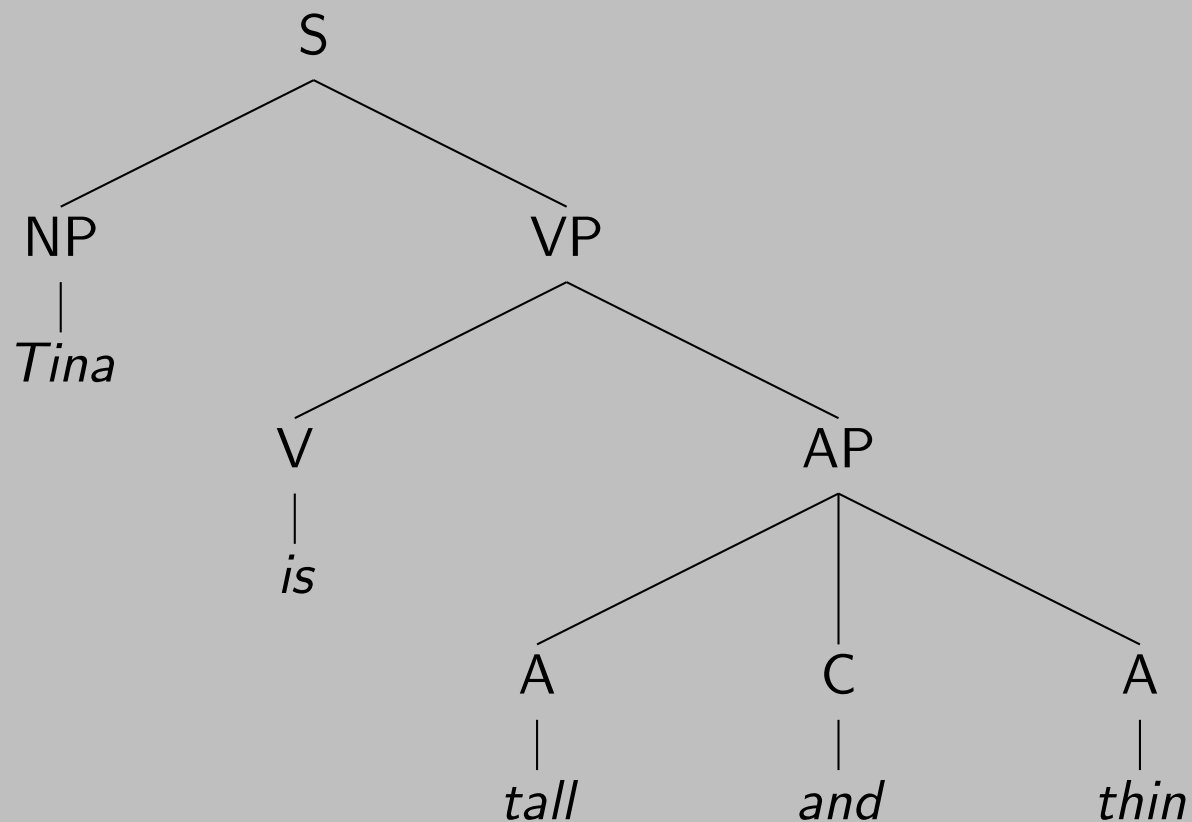 S
NP VP
Tina
V AP
is
A C A
tall and thin